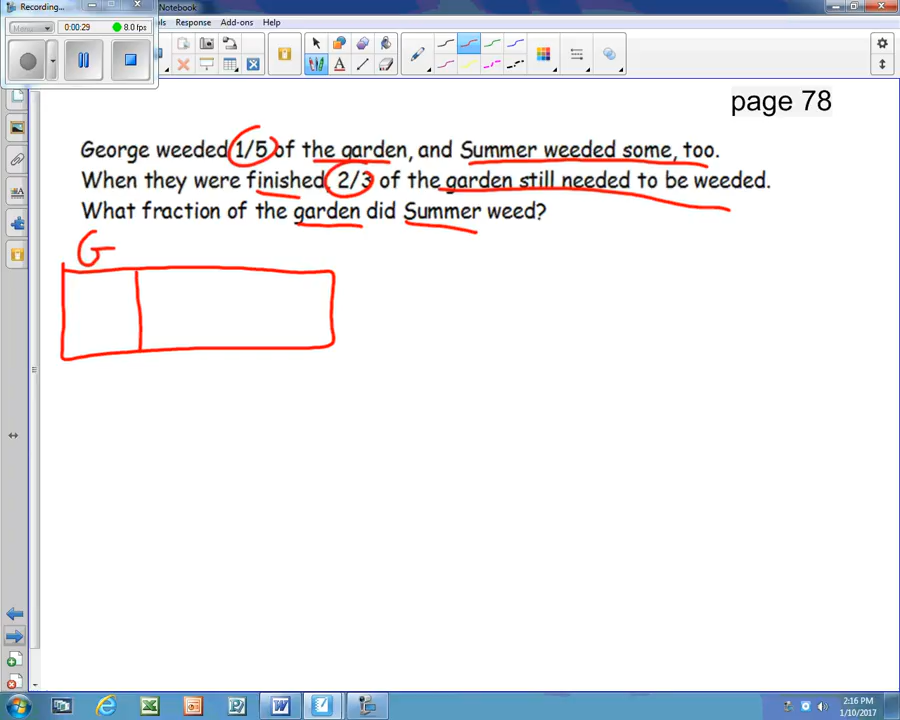 Recording...
Notebook
Menu
0:00:29
8.0 fps
Response
Add-ons
Help
page 78
George weeded 1/5 of the garden, and Summer weeded some, too.
When they were finished, 2/3 of the garden still needed to be weeded.
What fraction of the garden did Summer weed?
G
2:16 PM
1/10/2017